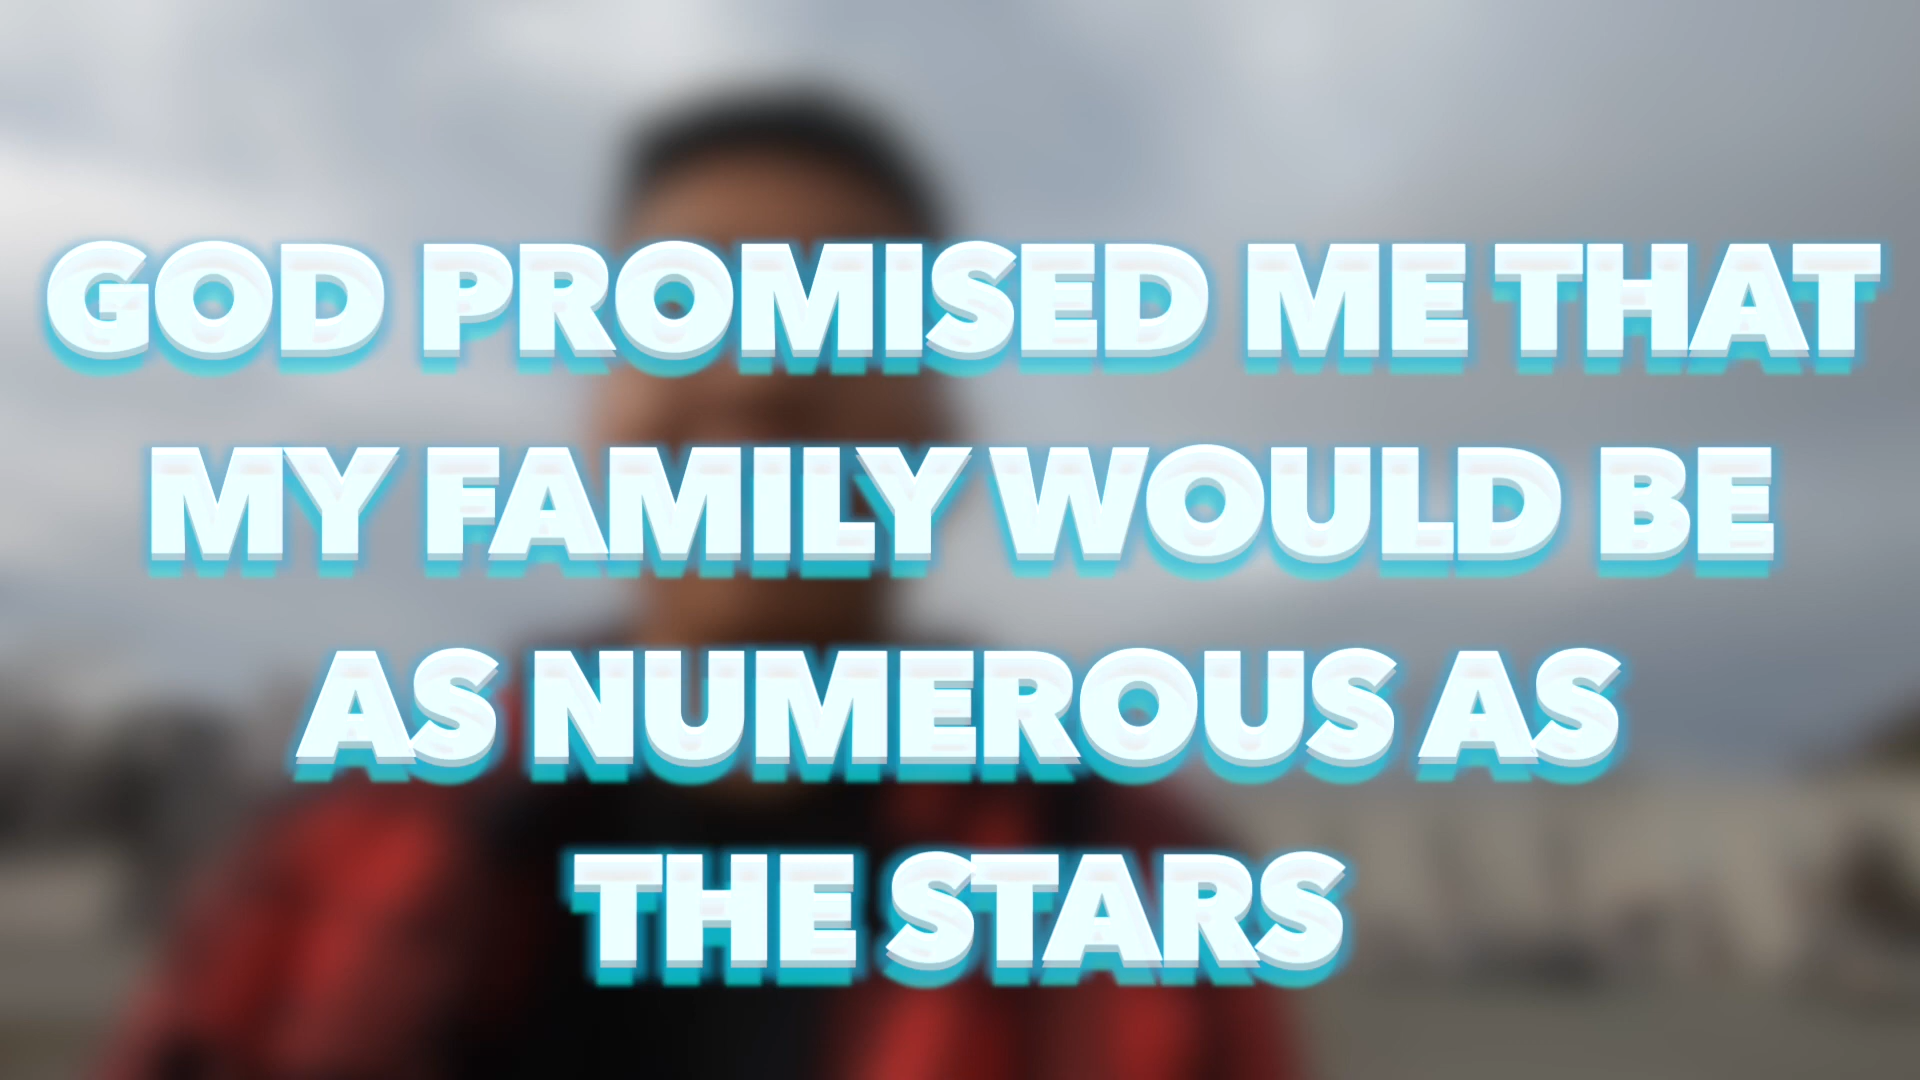 GOD PROMISED ME THAT
MY FAMILY WOULD BE
AS NUMEROUS AS
THE STARS